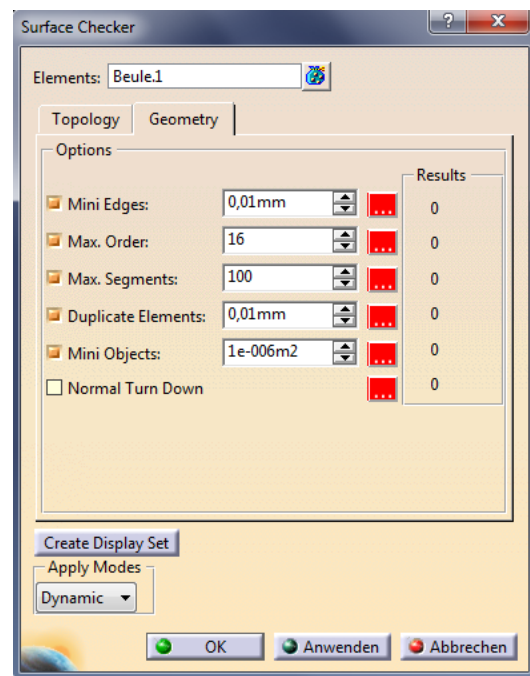 Surface Checker
Elements: Beule.1
Topology Geometry
Options
Results
Mini Edges: 0,01mm ... 0
Max. Order: 16 ... 0
Max. Segments: 100 ... 0
Duplicate Elements: 0,01mm ... 0
Mini Objects: 1e-006m2 ... 0
Normal Turn Down ... 0
Create Display Set
Apply Modes
Dynamic
OK Anwenden Abbrechen